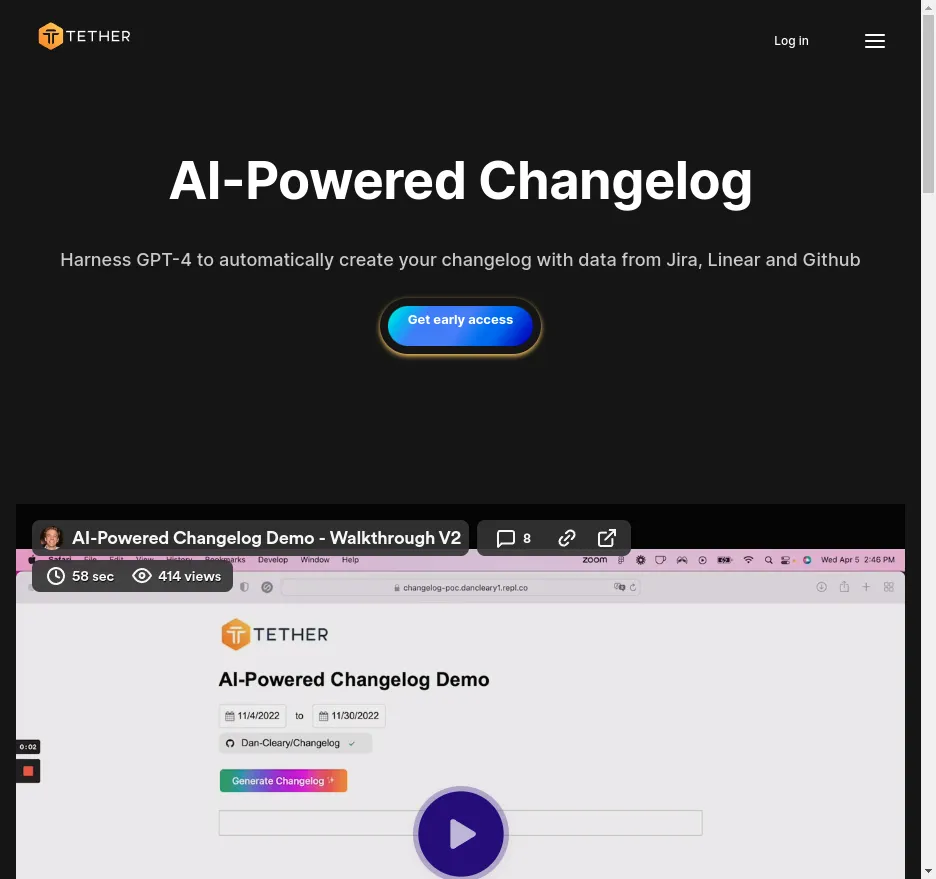 TETHER
Log in
AI-Powered Changelog
Harness GPT-4 to automatically create your changelog with data from Jira, Linear and Github
Get early access
AI-Powered Changelog Demo - Walkthrough V2
8
Safari File Edit View History Bookmarks Develop Window Help
zoom
Wed Apr 5 2:46 PM
58 sec
414 views
changelog-poc.dancleary1.repl.co
TETHER
AI-Powered Changelog Demo
11/4/2022 to 11/30/2022
Dan-Cleary/Changelog
0:02
Generate Changelog